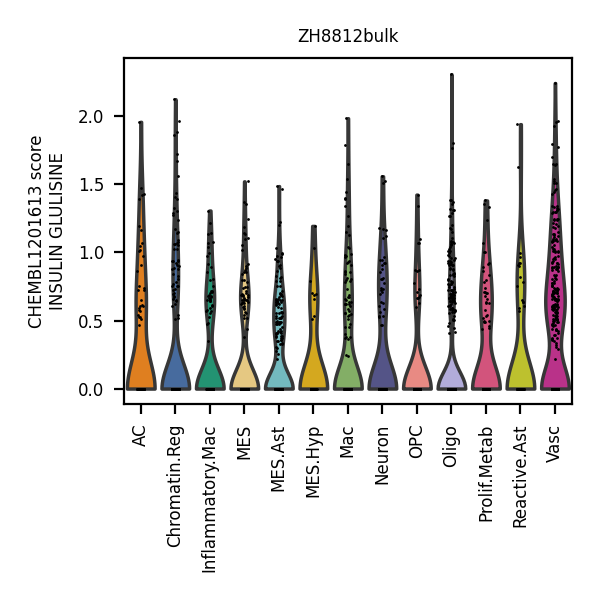 ZH8812bulk
CHEMBL1201613 score
INSULIN GLULISINE
2.0
1.5
1.0
0.5
0.0
AC
Chromatin.Reg
Inflammatory.Mac
MES
MES.Ast
MES.Hyp
Mac
Neuron
OPC
Oligo
Prolif.Metab
Reactive.Ast
Vasc